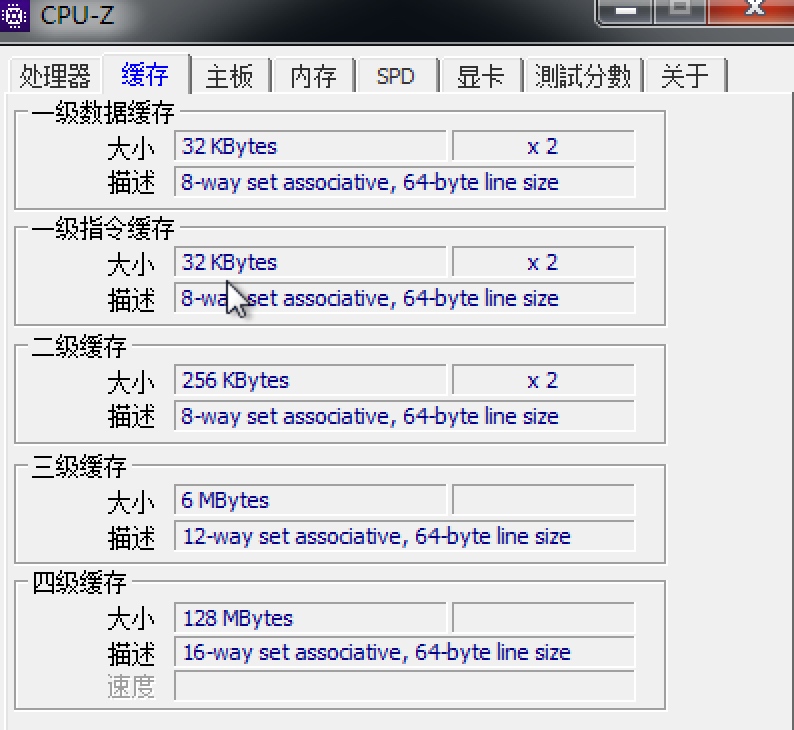 CPU-Z
处理器 缓存 主板 内存 SPD 显卡 測試分數 关于
一级数据缓存
大小 32 KBytes x 2
描述 8-way set associative, 64-byte line size
一级指令缓存
大小 32 KBytes x 2
描述 8-way set associative, 64-byte line size
二级缓存
大小 256 KBytes x 2
描述 8-way set associative, 64-byte line size
三级缓存
大小 6 MBytes
描述 12-way set associative, 64-byte line size
四级缓存
大小 128 MBytes
描述 16-way set associative, 64-byte line size
速度